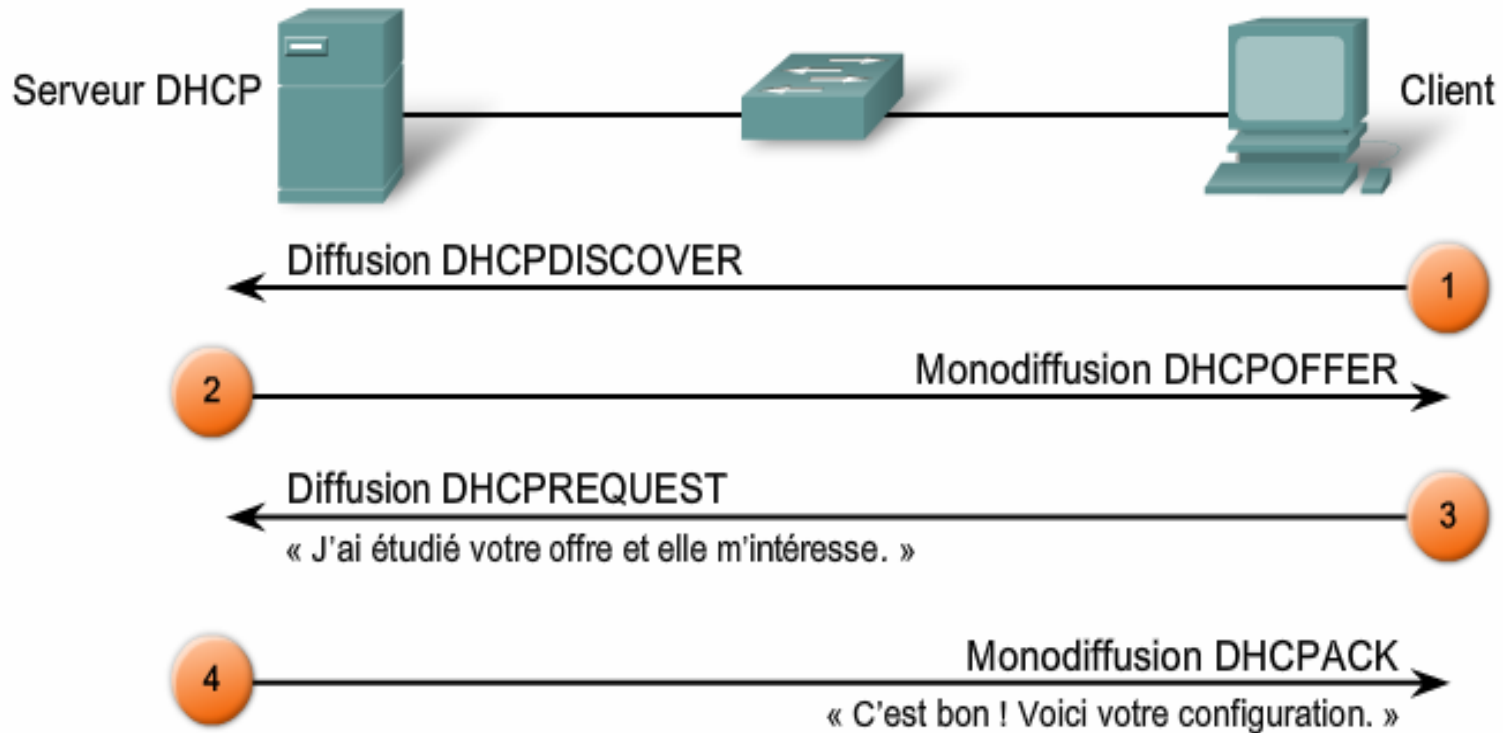 Serveur DHCP
Client
Diffusion DHCPDISCOVER
1
Monodiffusion DHCPOFFER
2
Diffusion DHCPREQUEST
3
« J'ai étudié votre offre et elle m'intéresse. »
Monodiffusion DHCPACK
4
« C'est bon ! Voici votre configuration. »